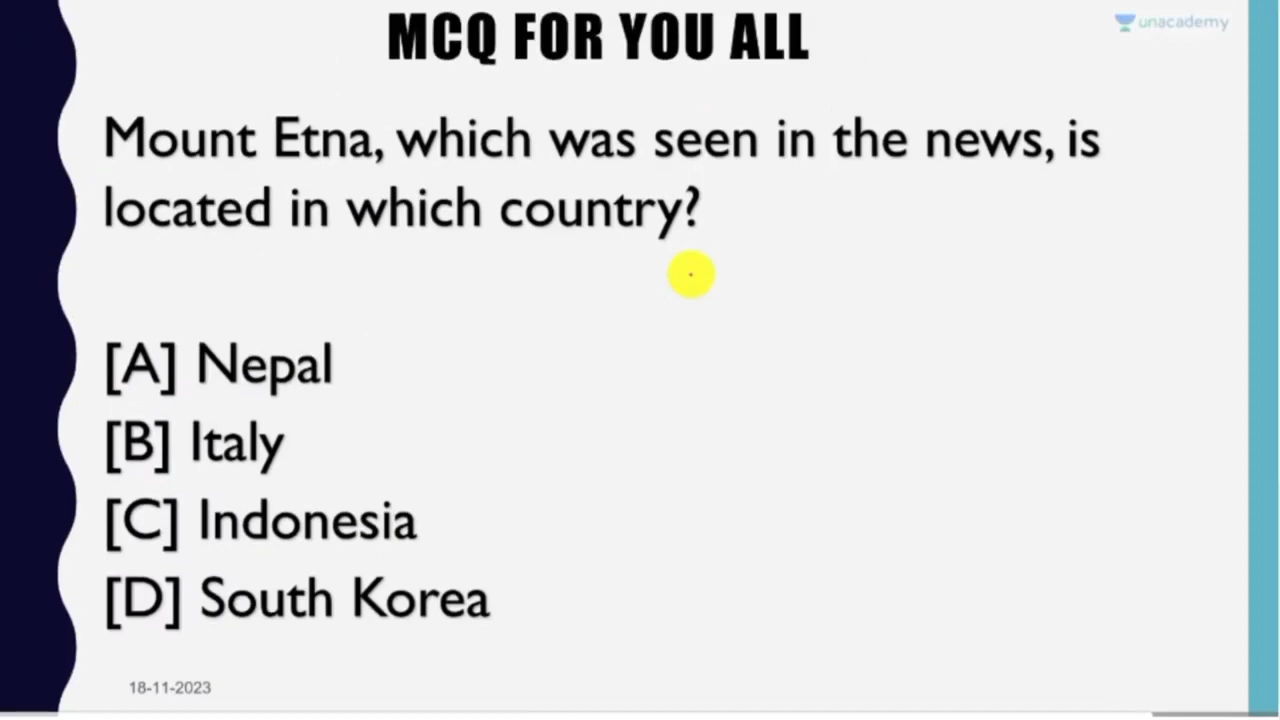 MCQ FOR YOU ALL
unacademy
Mount Etna, which was seen in the news, is
located in which country?
[A] Nepal
[B] Italy
[C] Indonesia
[D] South Korea
18-11-2023